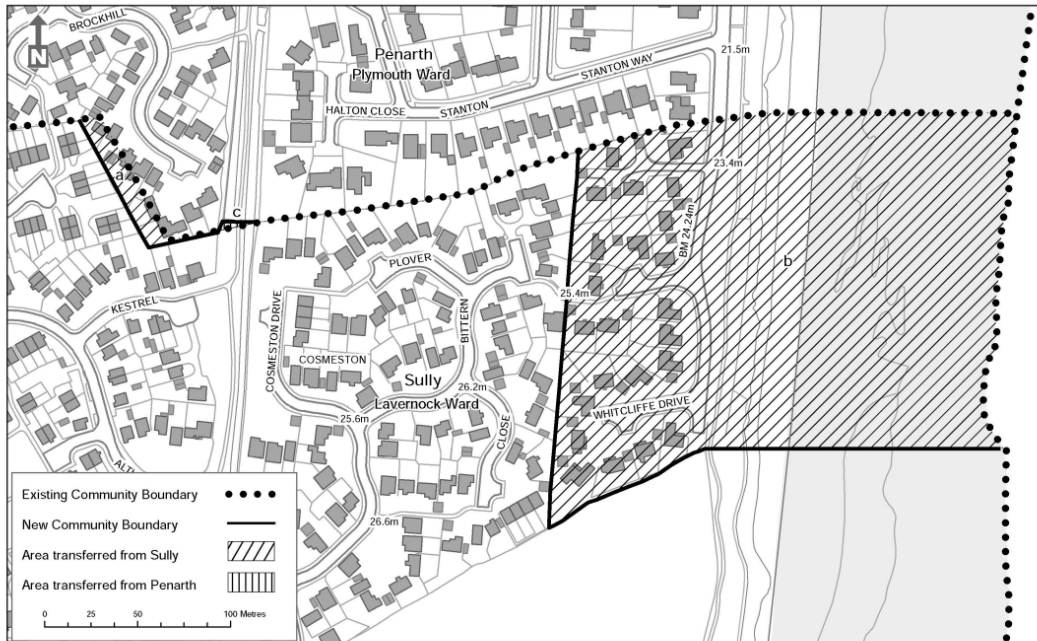 BROCKHILL
N
Penarth
Plymouth Ward
21.5m
STANTON WAY
HALTON CLOSE
STANTON
23.4m
a
c
BM 24.24m
b
PLOVER
25.4m
KESTREL
COSMESTON DRIVE
BITTERN
COSMESTON
Sully
26.2m
Lavernock Ward
WHITCLIFFE DRIVE
25.6m
CLOSE
ALT
26.6m
Existing Community Boundary
New Community Boundary
Area transferred from Sully
Area transferred from Penarth
0 25 50 100 Metres